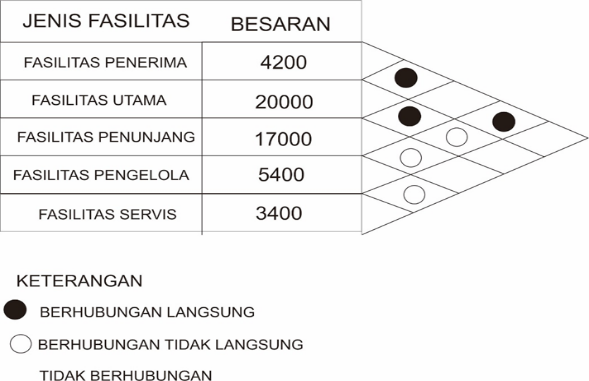 JENIS FASILITAS BESARAN
FASILITAS PENERIMA 4200
FASILITAS UTAMA 20000
FASILITAS PENUNJANG 17000
FASILITAS PENGELOLA 5400
FASILITAS SERVIS 3400
KETERANGAN
BERHUBUNGAN LANGSUNG
BERHUBUNGAN TIDAK LANGSUNG
TIDAK BERHUBUNGAN